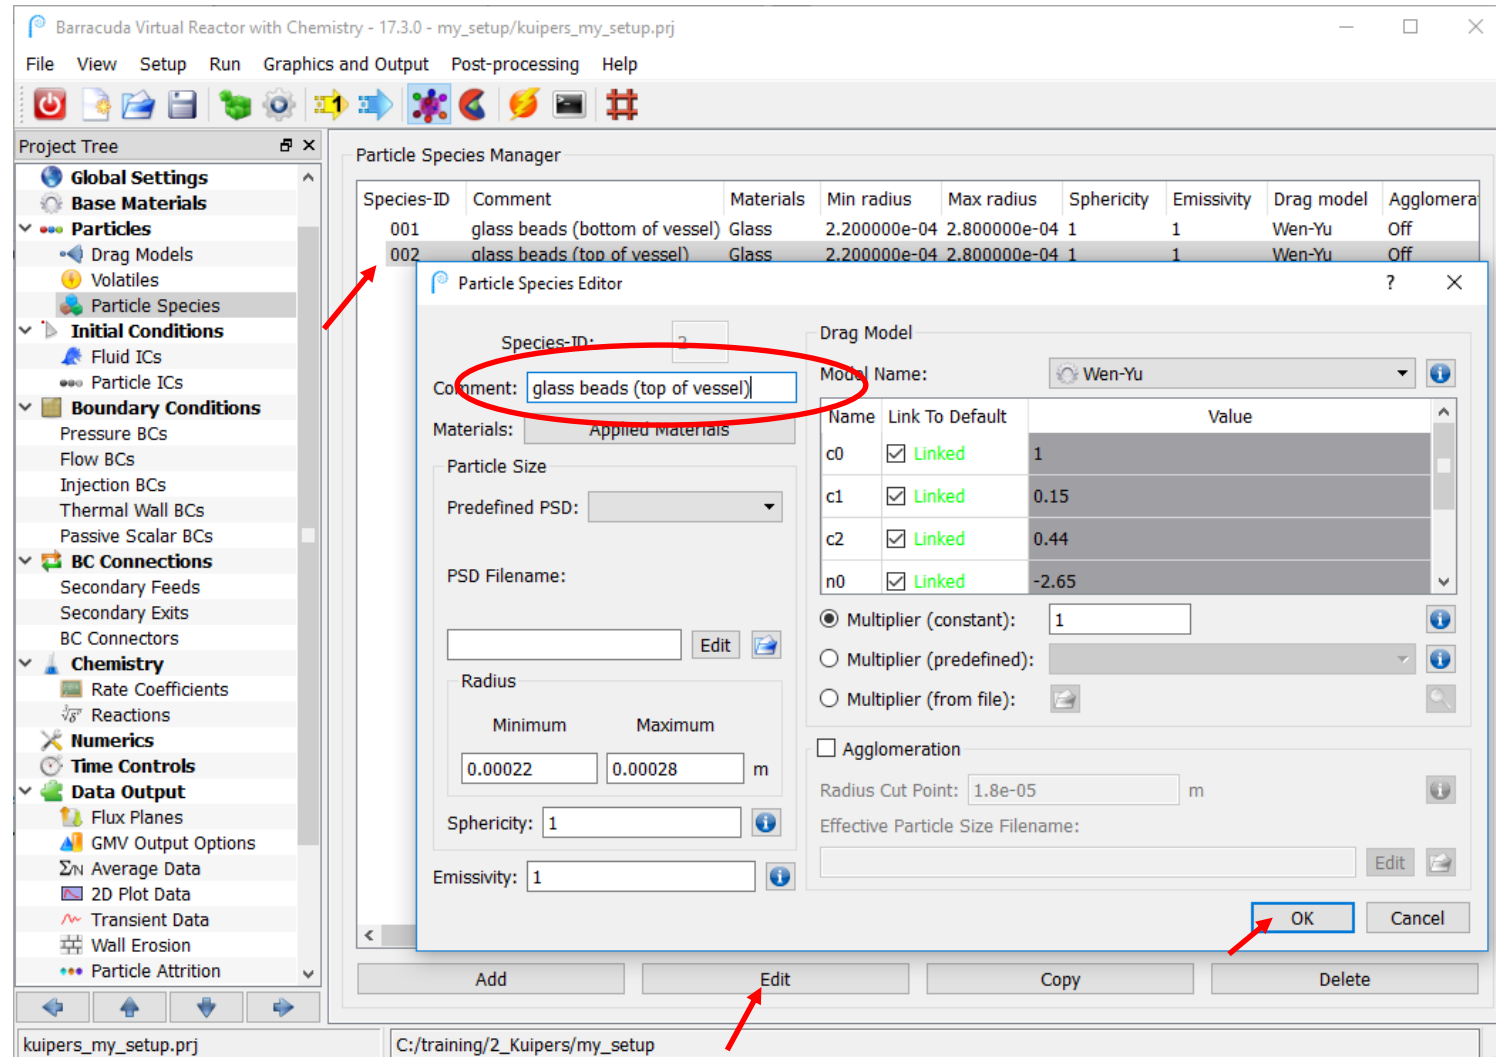 Barracuda Virtual Reactor with Chemistry - 17.3.0 - my_setup/kuipers_my_setup.prj
File View Setup Run Graphics and Output Post-processing Help
Project Tree
Global Settings
Base Materials
Particles
Drag Models
Volatiles
Particle Species
Initial Conditions
Fluid ICs
Particle ICs
Boundary Conditions
Pressure BCs
Flow BCs
Injection BCs
Thermal Wall BCs
Passive Scalar BCs
BC Connections
Secondary Feeds
Secondary Exits
BC Connectors
Chemistry
Rate Coefficients
Reactions
Numerics
Time Controls
Data Output
Flux Planes
GMV Output Options
Average Data
2D Plot Data
Transient Data
Wall Erosion
Particle Attrition
Particle Species Manager
Species-ID Comment Materials Min radius Max radius Sphericity Emissivity Drag model Agglomera
001 glass beads (bottom of vessel) Glass 2.200000e-04 2.800000e-04 1 1 Wen-Yu Off
002 glass beads (top of vessel) Glass 2.200000e-04 2.800000e-04 1 1 Wen-Yu Off
Particle Species Editor ?
Species-ID: 2
Comment: glass beads (top of vessel)
Materials: Applied Materials
Particle Size
Predefined PSD:
PSD Filename:
Edit
Radius
Minimum Maximum
0.00022 0.00028 m
Sphericity: 1
Emissivity: 1
Drag Model
Model Name: Wen-Yu
Name Link To Default Value
c0 Linked 1
c1 Linked 0.15
c2 Linked 0.44
n0 Linked -2.65
Multiplier (constant): 1
Multiplier (predefined):
Multiplier (from file):
Agglomeration
Radius Cut Point: 1.8e-05 m
Effective Particle Size Filename:
Edit
OK Cancel
Add Edit Copy Delete
kuipers_my_setup.prj C:/training/2_Kuipers/my_setup